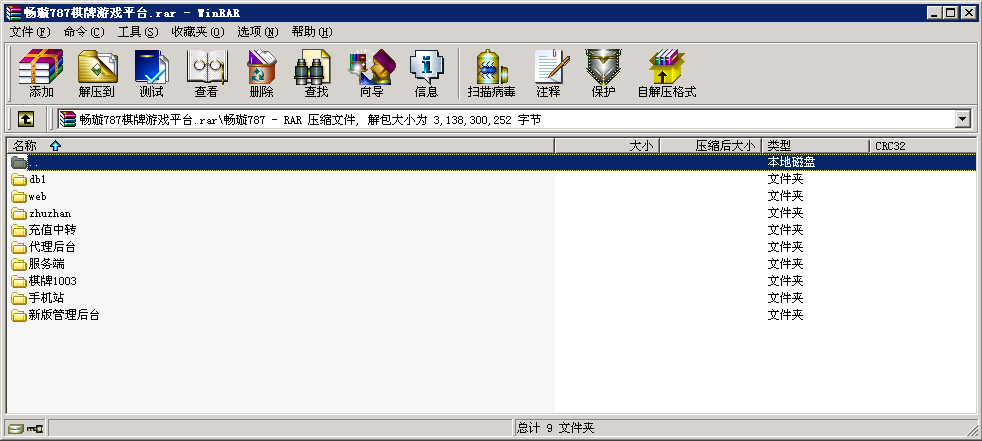 畅璇787棋牌游戏平台.rar - WinRAR
文件(F) 命令(C) 工具(S) 收藏夹(O) 选项(N) 帮助(H)
添加 解压到 测试 查看 删除 查找 向导 信息 扫描病毒 注释 保护 自解压格式
畅璇787棋牌游戏平台.rar\畅璇787 - RAR 压缩文件, 解包大小为 3,138,300,252 字节
名称 大小 压缩后大小 类型 CRC32
.. 本地磁盘
db1 文件夹
web 文件夹
zhuzhan 文件夹
充值中转 文件夹
代理后台 文件夹
服务端 文件夹
棋牌1003 文件夹
手机站 文件夹
新版管理后台 文件夹
总计 9 文件夹